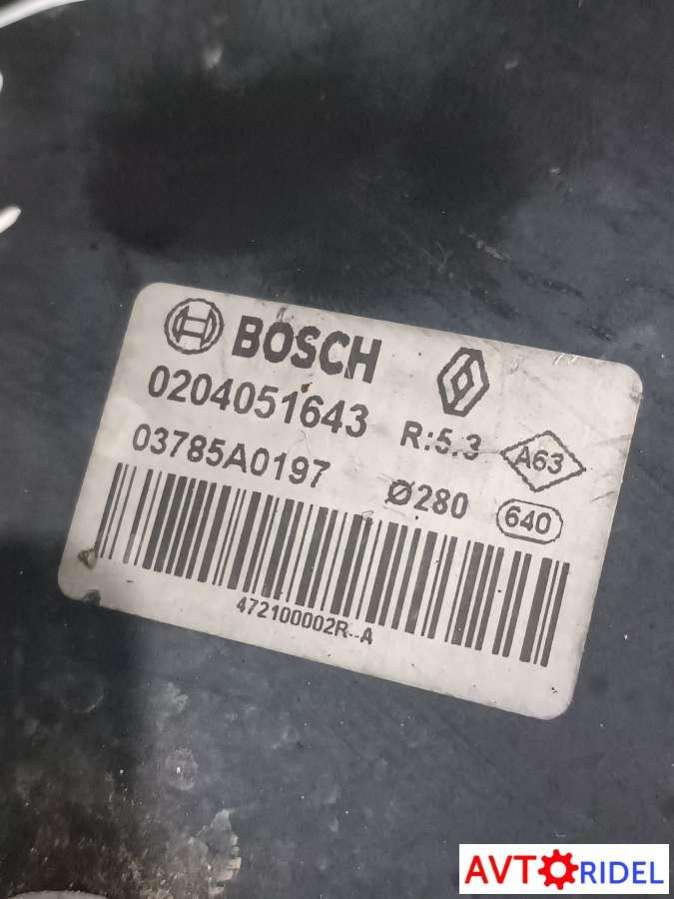 BOSCH
0204051643
R:5.3
A63
03785A0197
Ø280
640
A
472100002R--A
AVTORIDEL